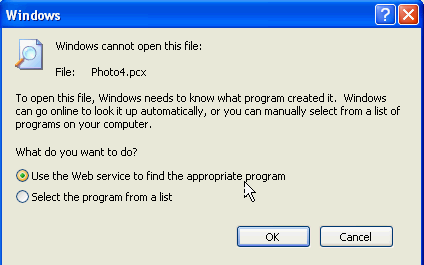 Windows
Windows cannot open this file:
File: Photo4.pcx
To open this file, Windows needs to know what program created it. Windows
can go online to look it up automatically, or you can manually select from a list of
programs on your computer.
What do you want to do?
Use the Web service to find the appropriate program
Select the program from a list
OK Cancel